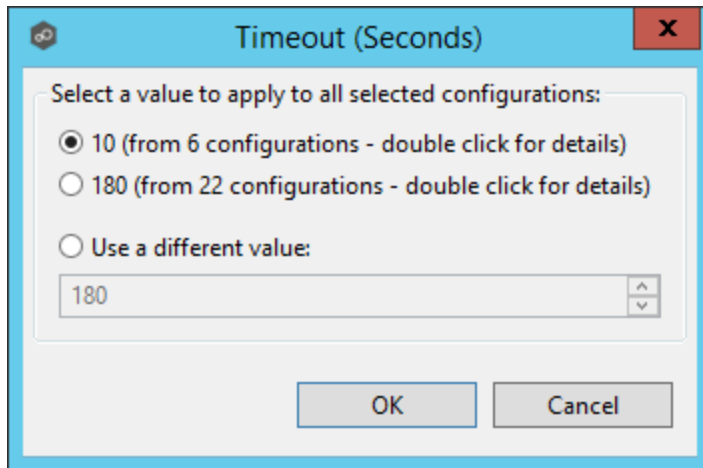 Timeout (Seconds)
x
Select a value to apply to all selected configurations:
10 (from 6 configurations - double click for details)
180 (from 22 configurations - double click for details)
Use a different value:
180
OK
Cancel